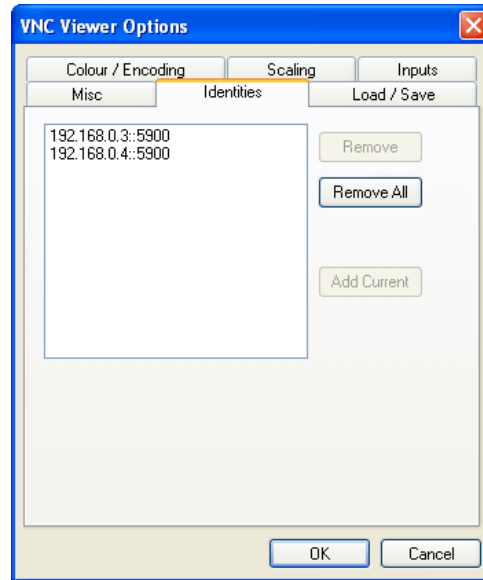 VNC Viewer Options
Colour / Encoding Scaling Inputs
Misc Identities Load / Save
192.168.0.3::5900
192.168.0.4::5900
Remove
Remove All
Add Current
OK Cancel